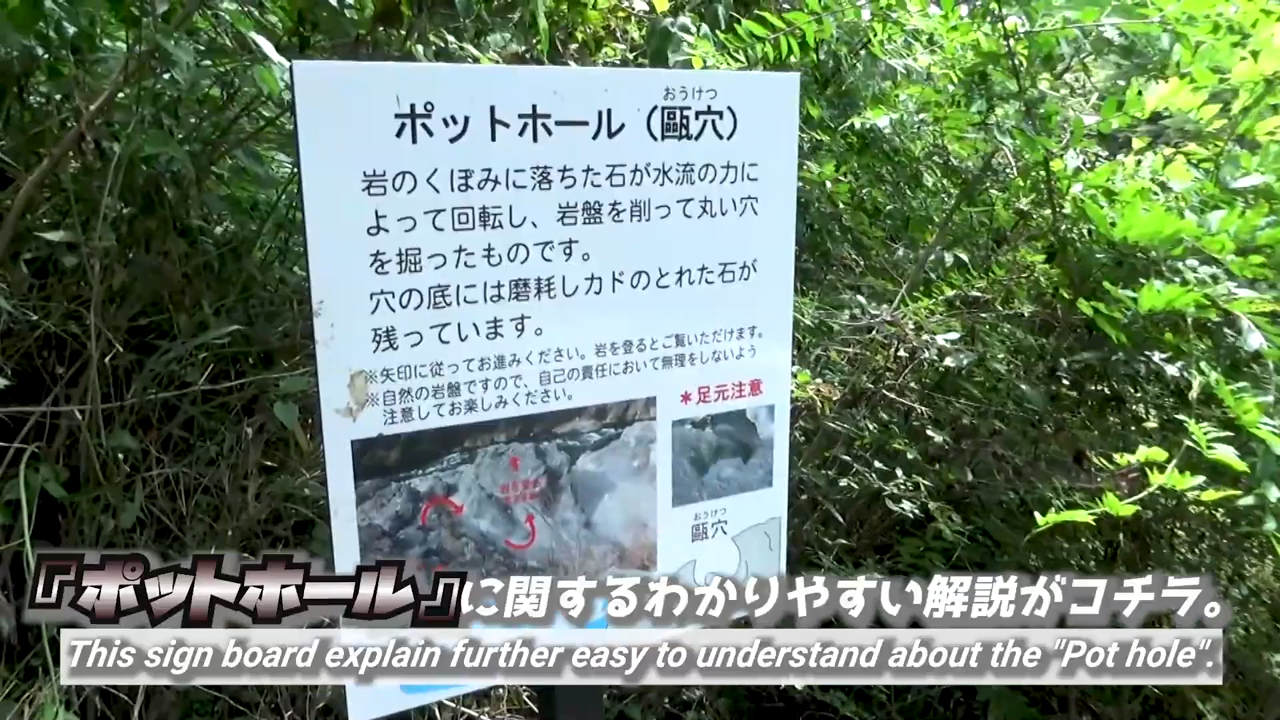 おうけつ
ポットホール（甌穴）
岩のくぼみに落ちた石が水流の力に
よって回転し、岩盤を削って丸い穴
を掘ったものです。
穴の底には磨耗しカドのとれた石が
残っています。
※矢印に従ってお進みください。岩を登るとご覧いただけます。
※自然の岩盤ですので、自己の責任において無理をしないよう
注意してお楽しみください。
＊足元注意
おうけつ
甌穴
『ポットホール』に関するわかりやすい解説がコチラ。
This sign board explain further easy to understand about the "Pot hole".